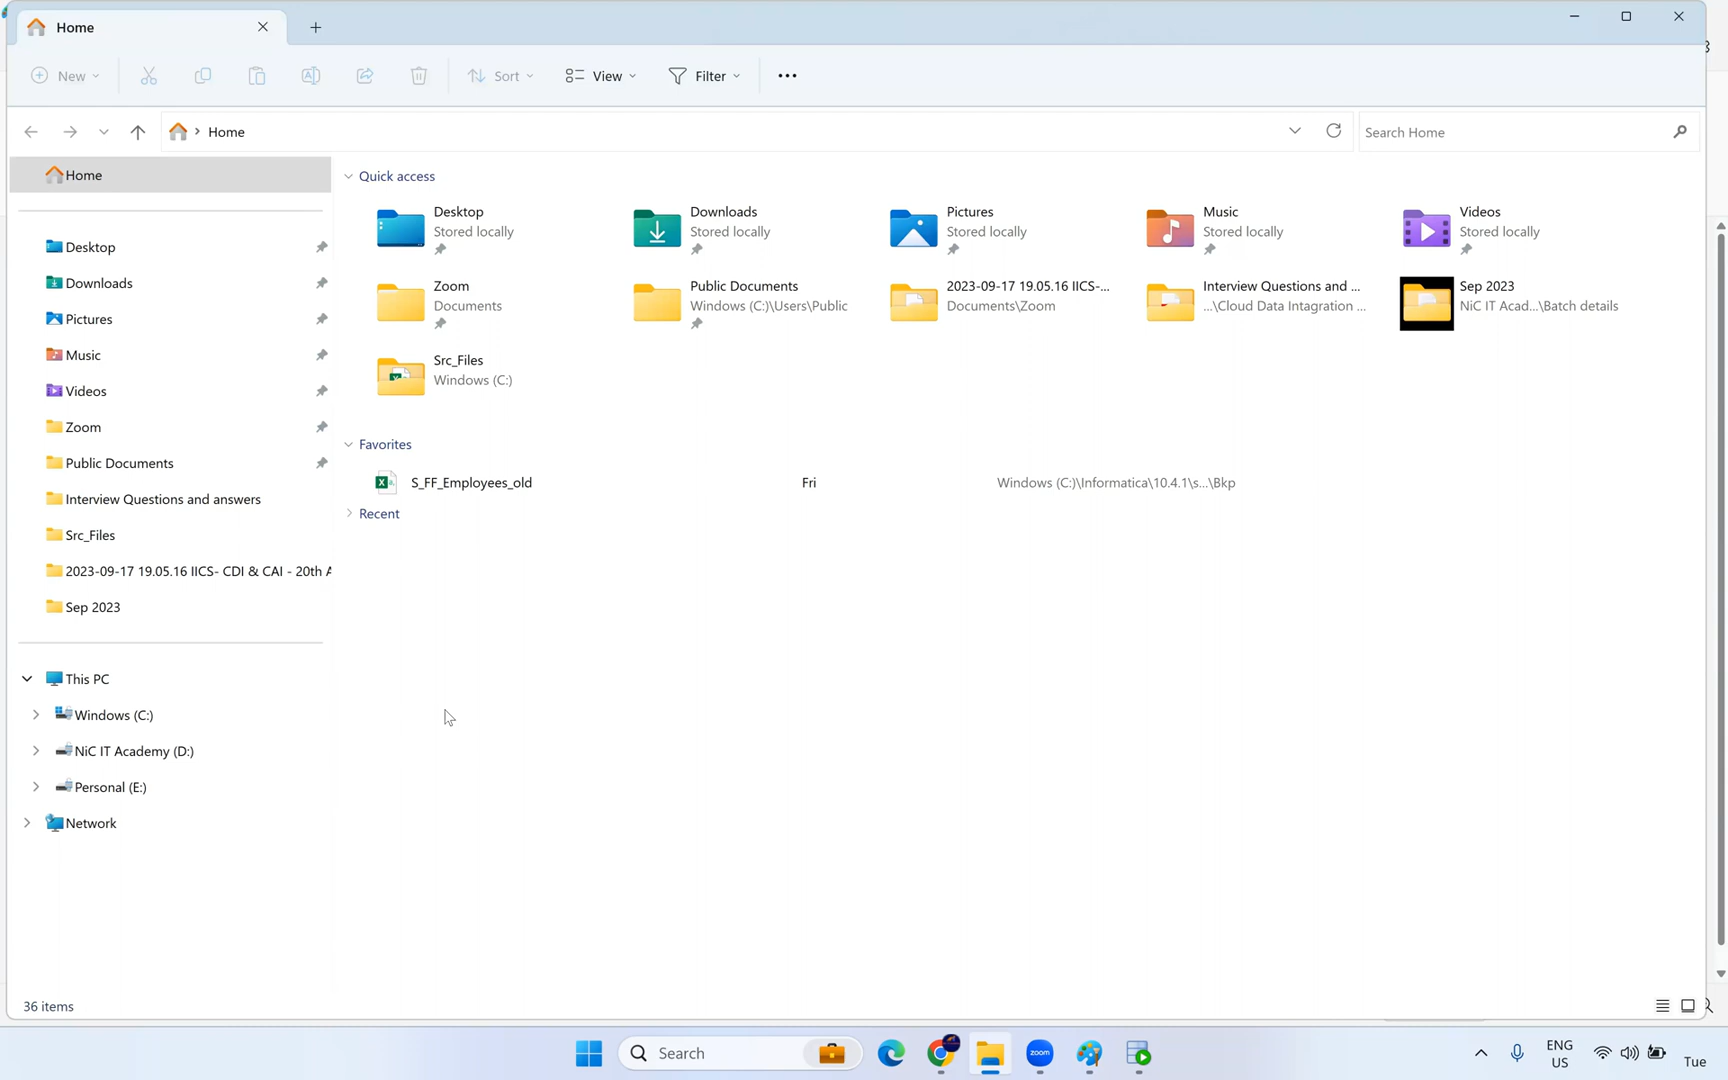 Home
New
Sort
View
Filter
Home
Search Home
Home
Desktop
Downloads
Pictures
Music
Videos
Zoom
Public Documents
Interview Questions and answers
Src_Files
2023-09-17 19.05.16 IICS- CDI & CAI - 20th A
Sep 2023
This PC
Windows (C:)
NiC IT Academy (D:)
Personal (E:)
Network
Quick access
Desktop
Stored locally
Downloads
Stored locally
Pictures
Stored locally
Music
Stored locally
Videos
Stored locally
Zoom
Documents
Public Documents
Windows (C:)\Users\Public
2023-09-17 19.05.16 IICS-...
Documents\Zoom
Interview Questions and ...
...\Cloud Data Intagration ...
Sep 2023
NiC IT Acad...\Batch details
Src_Files
Windows (C:)
Favorites
S_FF_Employees_old
Fri
Windows (C:)\Informatica\10.4.1\s...\Bkp
Recent
36 items
Search
zoom
ENG
US
Tue